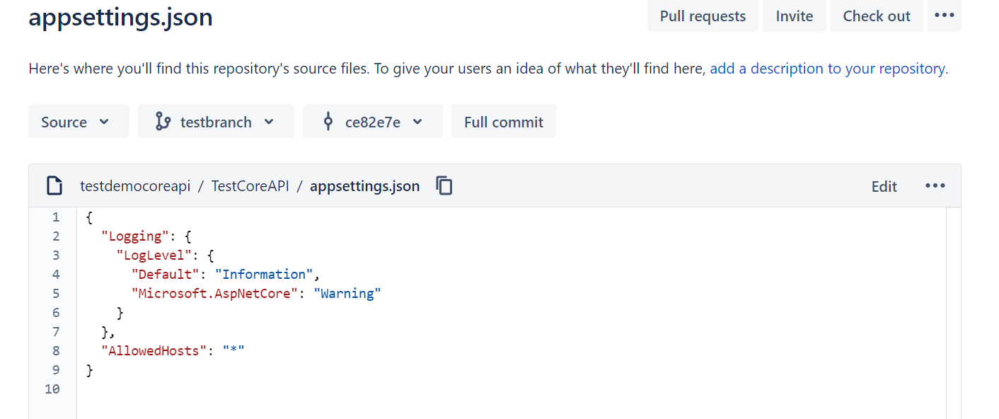 appsettings.json
Pull requests
Invite
Check out
Here's where you'll find this repository's source files. To give your users an idea of what they'll find here, add a description to your repository.
Source
testbranch
ce82e7e
Full commit
testdemocoreapi / TestCoreAPI / appsettings.json
Edit
1 {
2   "Logging": {
3     "LogLevel": {
4       "Default": "Information",
5       "Microsoft.AspNetCore": "Warning"
6     }
7   },
8   "AllowedHosts": "*"
9 }
10